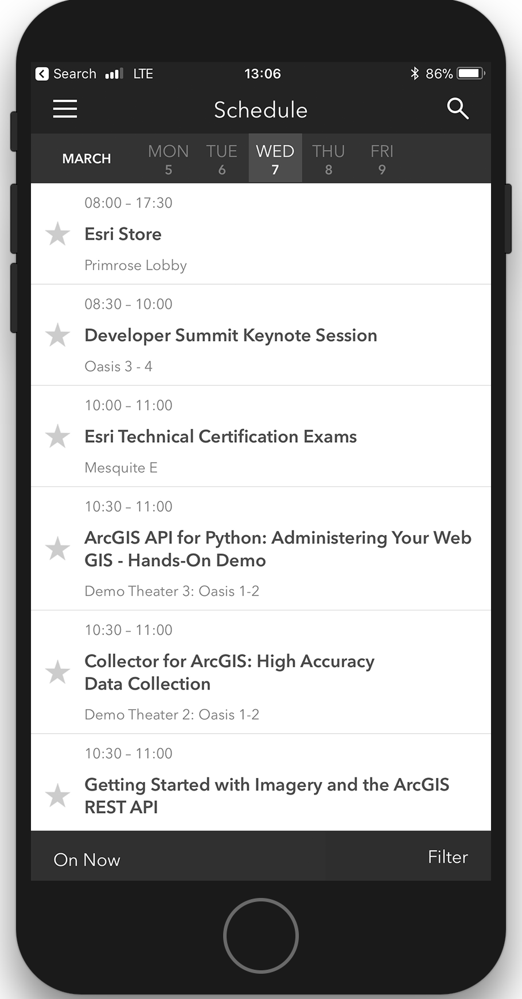 Search LTE 13:06 86%
Schedule
MARCH MON 5 TUE 6 WED 7 THU 8 FRI 9
08:00 – 17:30
Esri Store
Primrose Lobby
08:30 – 10:00
Developer Summit Keynote Session
Oasis 3 - 4
10:00 – 11:00
Esri Technical Certification Exams
Mesquite E
10:30 – 11:00
ArcGIS API for Python: Administering Your Web
GIS - Hands-On Demo
Demo Theater 3: Oasis 1-2
10:30 – 11:00
Collector for ArcGIS: High Accuracy
Data Collection
Demo Theater 2: Oasis 1-2
10:30 – 11:00
Getting Started with Imagery and the ArcGIS
REST API
On Now Filter